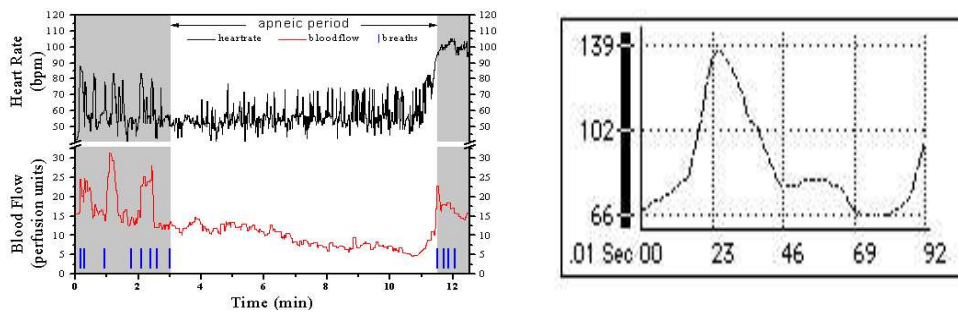 apneic period
heartrate bloodflow breaths
120 120
110 110
100 100
90 90
80 80
70 70
60 60
50 50
Heart Rate
(bpm)
30 30
25 25
20 20
15 15
10 10
5 5
0 0
Blood Flow
(perfusion units)
0 2 4 6 8 10 12
Time (min)
139
102
66
.01 Sec 00 23 46 69 92